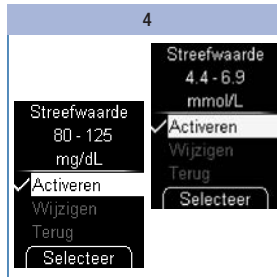 4
Streefwaarde
80 - 125
mg/dL
Activeren
Wijzigen
Terug
Selecteer
Streefwaarde
4.4 - 6.9
mmol/L
Activeren
Wijzigen
Terug
Selecteer